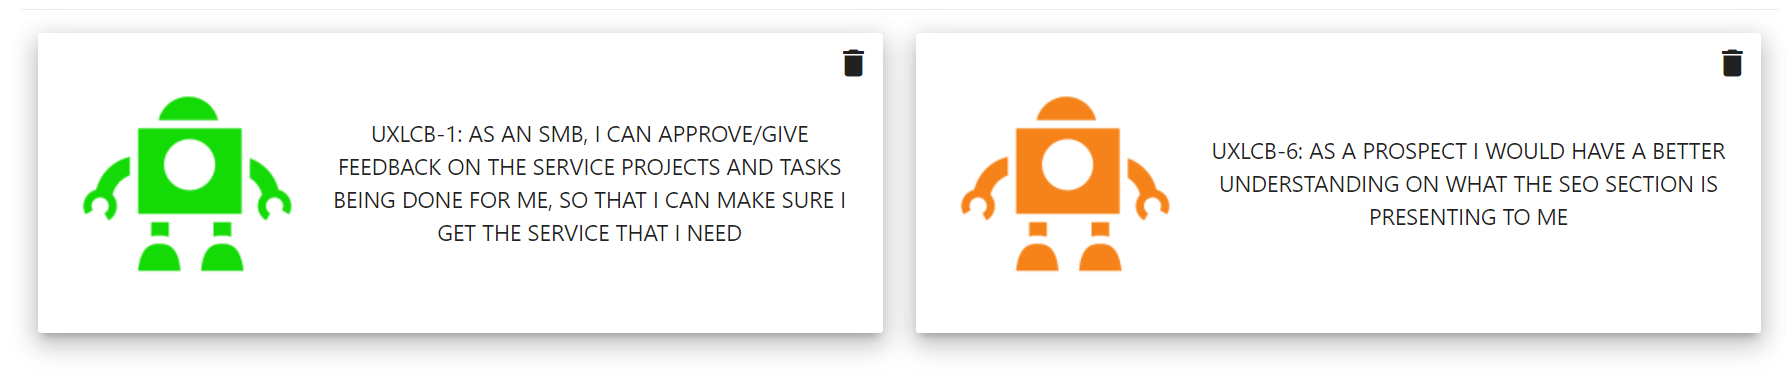 UXLCB-1: AS AN SMB, I CAN APPROVE/GIVE
FEEDBACK ON THE SERVICE PROJECTS AND TASKS
BEING DONE FOR ME, SO THAT I CAN MAKE SURE I
GET THE SERVICE THAT I NEED
UXLCB-6: AS A PROSPECT I WOULD HAVE A BETTER
UNDERSTANDING ON WHAT THE SEO SECTION IS
PRESENTING TO ME